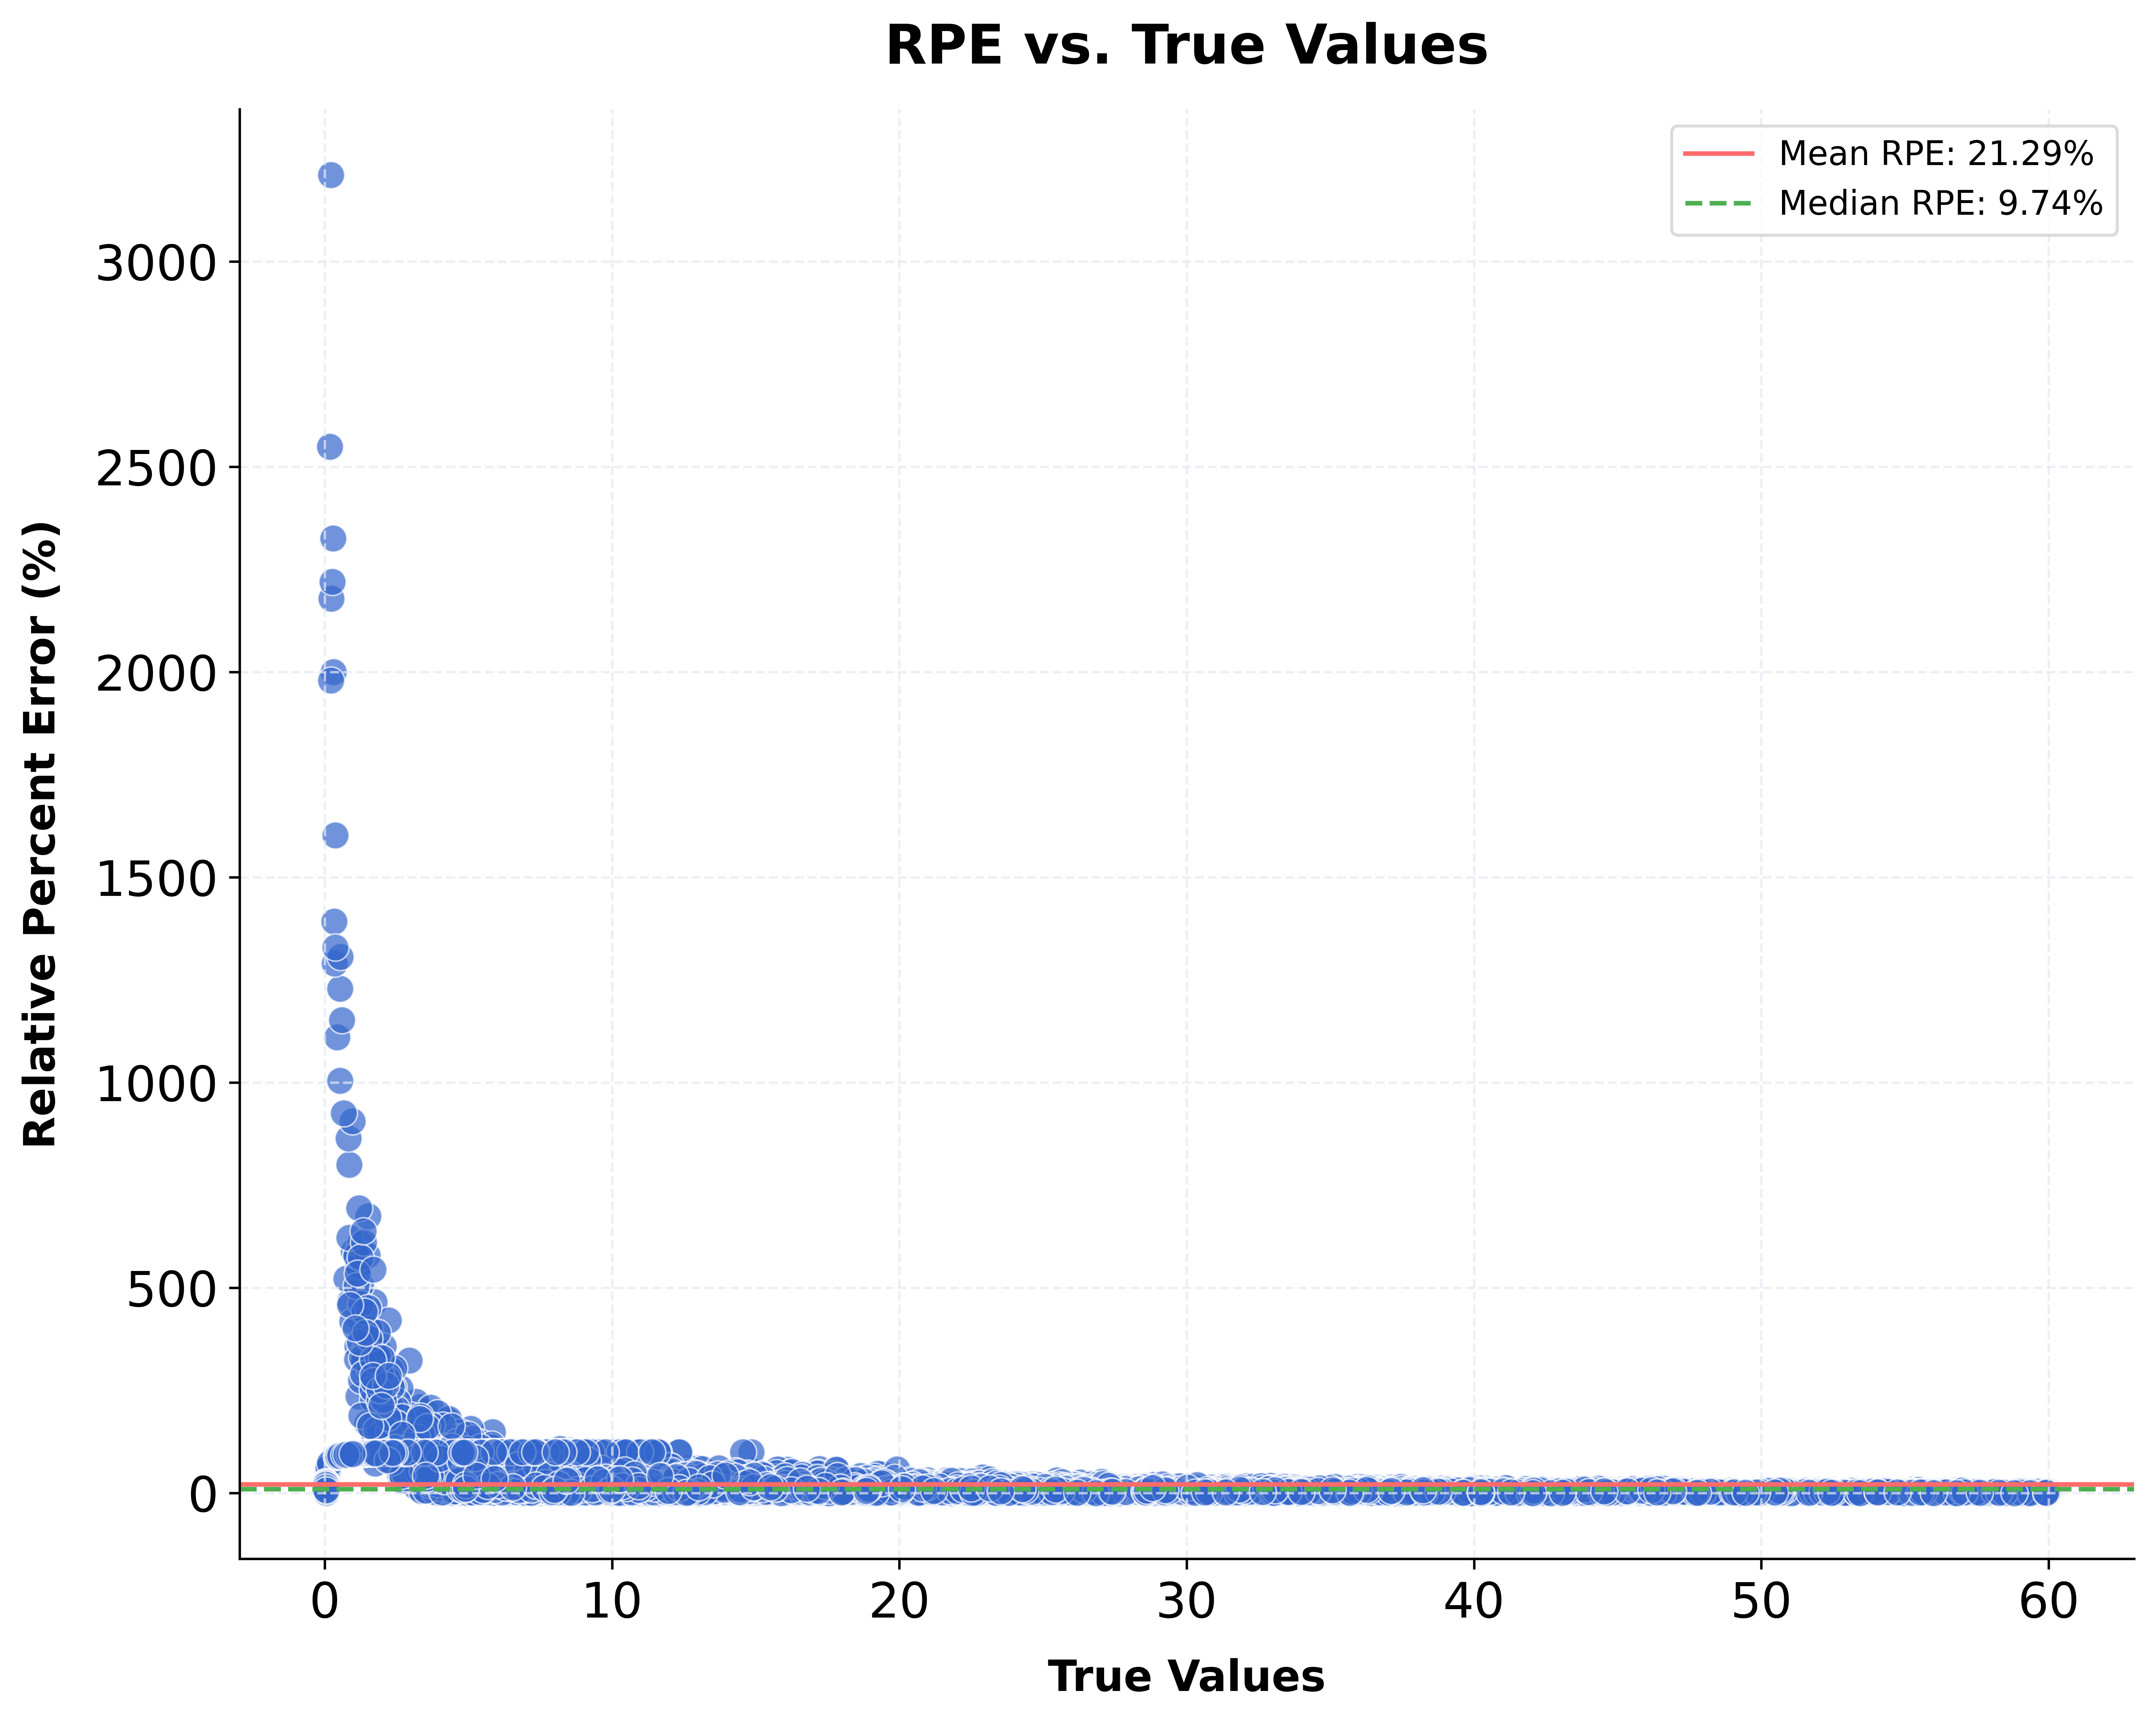 RPE vs. True Values
Mean RPE: 21.29%
Median RPE: 9.74%
Relative Percent Error (%)
3000
2500
2000
1500
1000
500
0
0 10 20 30 40 50 60
True Values